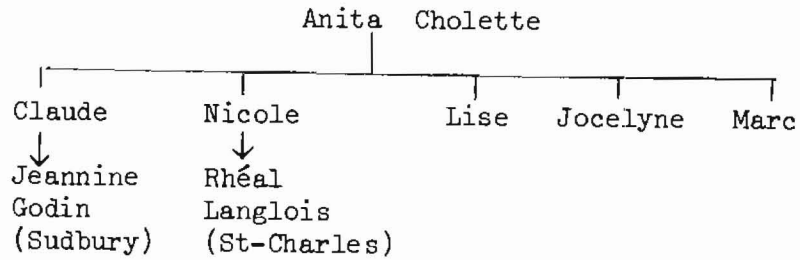 Anita Cholette
Claude Nicole Lise Jocelyne Marc
Jeannine Rhéal
Godin Langlois
(Sudbury) (St-Charles)